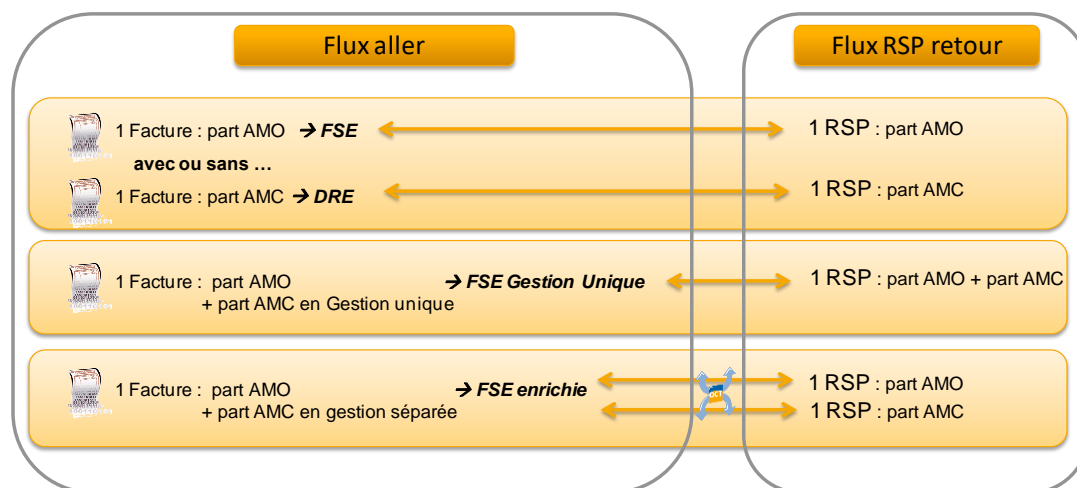 Flux aller
Flux RSP retour
1 Facture : part AMO → FSE
1 RSP : part AMO
avec ou sans ...
1 Facture : part AMC → DRE
1 RSP : part AMC
1 Facture : part AMO → FSE Gestion Unique
1 RSP : part AMO + part AMC
+ part AMC en Gestion unique
1 Facture : part AMO → FSE enrichie
1 RSP : part AMO
OCT
+ part AMC en gestion séparée
1 RSP : part AMC